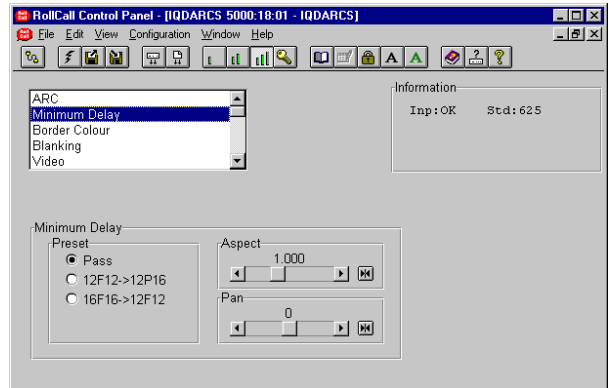 RollCall Control Panel - [IQDARCS 5000:18:01 - IQDARCS]
File Edit View Configuration Window Help
A A ?
ARC
Minimum Delay
Border Colour
Blanking
Video
Information
Inp:OK Std:625
Minimum Delay
Preset
Pass
12F12->12P16
16F16->12F12
Aspect
1.000
Pan
0